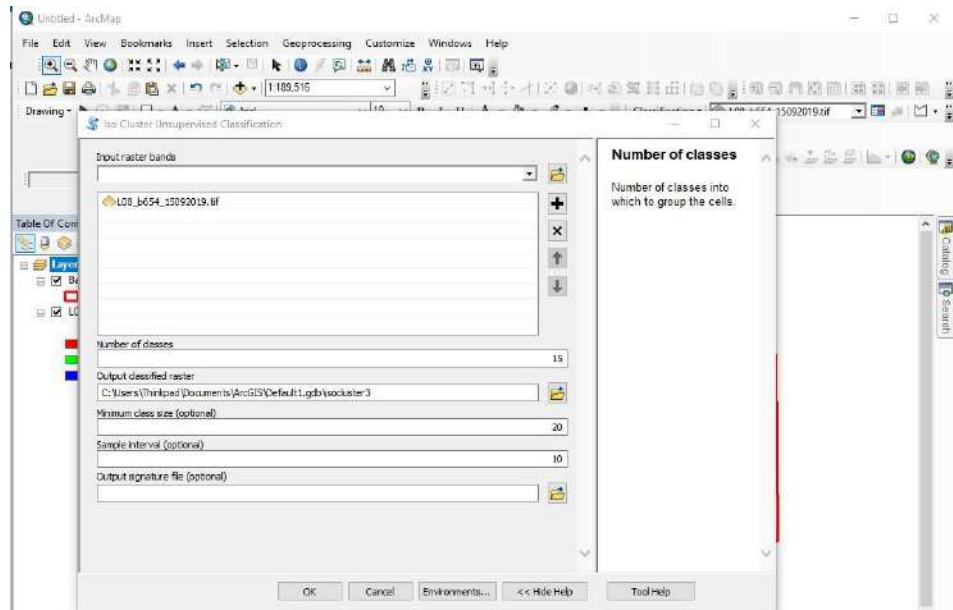 Untitled - ArcMap
File Edit View Bookmarks Insert Selection Geoprocessing Customize Windows Help
1:189,516
Drawing
15092019.tif
Iso Cluster Unsupervised Classification
Input raster bands
L08_b654_15092019.tif
Number of classes
15
Output classified raster
C:\Users\Thinkpad\Documents\ArcGIS\Default1.gdb\isocluster3
Minimum class size (optional)
20
Sample interval (optional)
10
Output signature file (optional)
OK Cancel Environments... << Hide Help Tool Help
Number of classes
Number of classes into
which to group the cells.
Table Of Con
Layer
Ba
L0
Catalog
Search